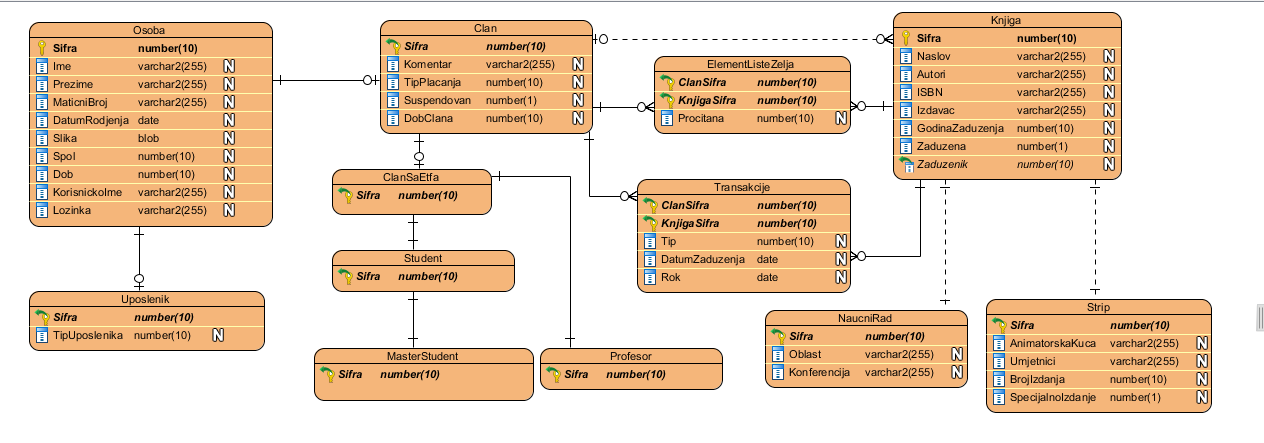 Osoba
Sifra number(10)
Ime varchar2(255) N
Prezime varchar2(255) N
MaticniBroj varchar2(255) N
DatumRodjenja date N
Slika blob N
Spol number(10) N
Dob number(10) N
KorisnickoIme varchar2(255) N
Lozinka varchar2(255) N
Clan
Sifra number(10)
Komentar varchar2(255) N
TipPlacanja number(10) N
Suspendovan number(1) N
DobClana number(10) N
ElementListeZelja
ClanSifra number(10)
KnjigaSifra number(10)
Procitana number(10) N
Knjiga
Sifra number(10)
Naslov varchar2(255) N
Autori varchar2(255) N
ISBN varchar2(255) N
Izdavac varchar2(255) N
GodinaZaduzenja number(10) N
Zaduzena number(1) N
Zaduzenik number(10) N
ClanSaEtfa
Sifra number(10)
Transakcije
ClanSifra number(10)
KnjigaSifra number(10)
Tip number(10) N
DatumZaduzenja date N
Rok date N
Student
Sifra number(10)
Uposlenik
Sifra number(10)
TipUposlenika number(10) N
MasterStudent
Sifra number(10)
Profesor
Sifra number(10)
NaucniRad
Sifra number(10)
Oblast varchar2(255) N
Konferencija varchar2(255) N
Strip
Sifra number(10)
AnimatorskaKuca varchar2(255) N
Umjetnici varchar2(255) N
BrojIzdanja number(10) N
SpecijalnoIzdanje number(1) N